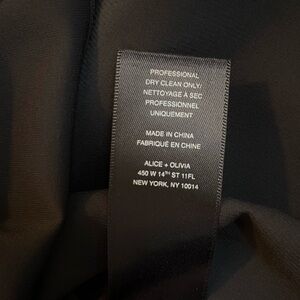 PROFESSIONAL
DRY CLEAN ONLY/
NETTOYAGE À SEC
PROFESSIONNEL
UNIQUEMENT
MADE IN CHINA
FABRIQUÉ EN CHINE
ALICE + OLIVIA
450 W 14TH ST 11FL
NEW YORK, NY 10014